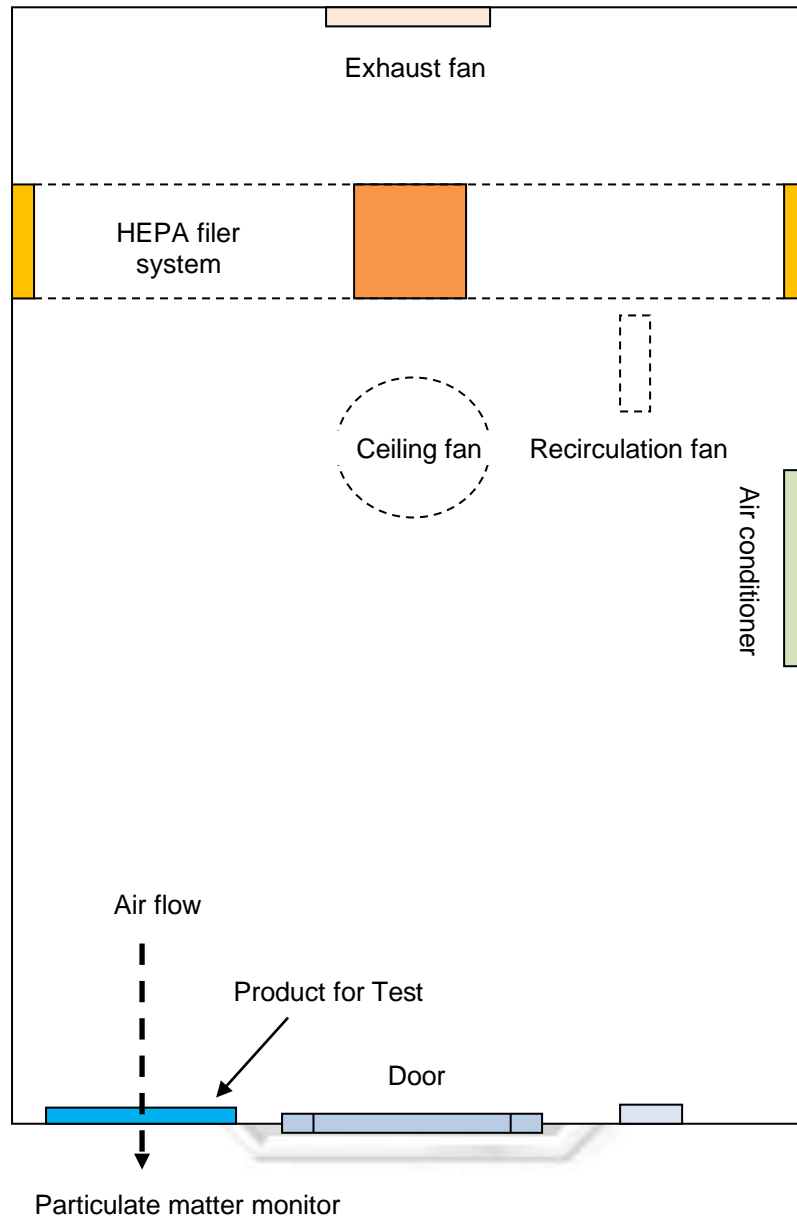 Exhaust fan
HEPA filer
system
Ceiling fan
Recirculation fan
Air conditioner
Air flow
Product for Test
Door
Particulate matter monitor